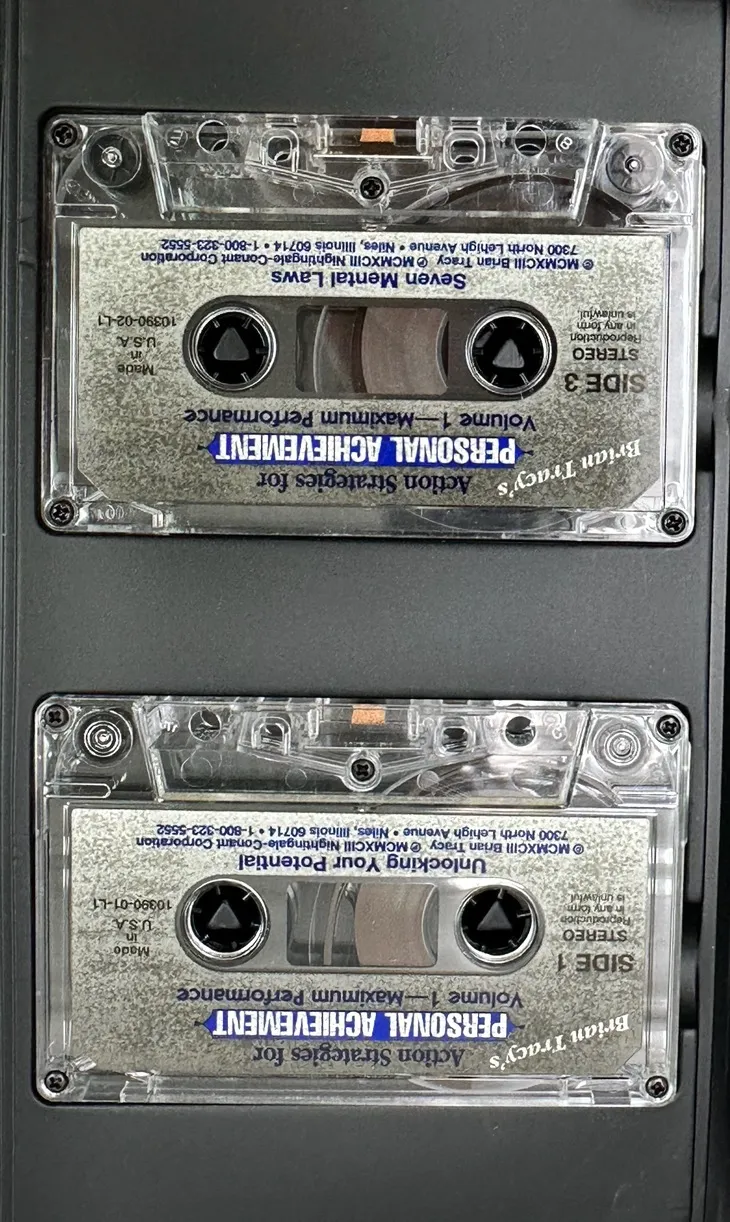 Brian Tracy's
Action Strategies for
PERSONAL ACHIEVEMENT
Volume 1—Maximum Performance
SIDE 1
STEREO
Reproduction
in any form
is unlawful.
Made
in
U.S.A.
10390-01-L1
Unlocking Your Potential
© MCMXCIII Brian Tracy ℗ MCMXCIII Nightingale-Conant Corporation
7300 North Lehigh Avenue • Niles, Illinois 60714 • 1-800-323-5552
Brian Tracy's
Action Strategies for
PERSONAL ACHIEVEMENT
Volume 1—Maximum Performance
SIDE 3
STEREO
Reproduction
in any form
is unlawful.
Made
in
U.S.A.
10390-02-L1
Seven Mental Laws
© MCMXCIII Brian Tracy ℗ MCMXCIII Nightingale-Conant Corporation
7300 North Lehigh Avenue • Niles, Illinois 60714 • 1-800-323-5552